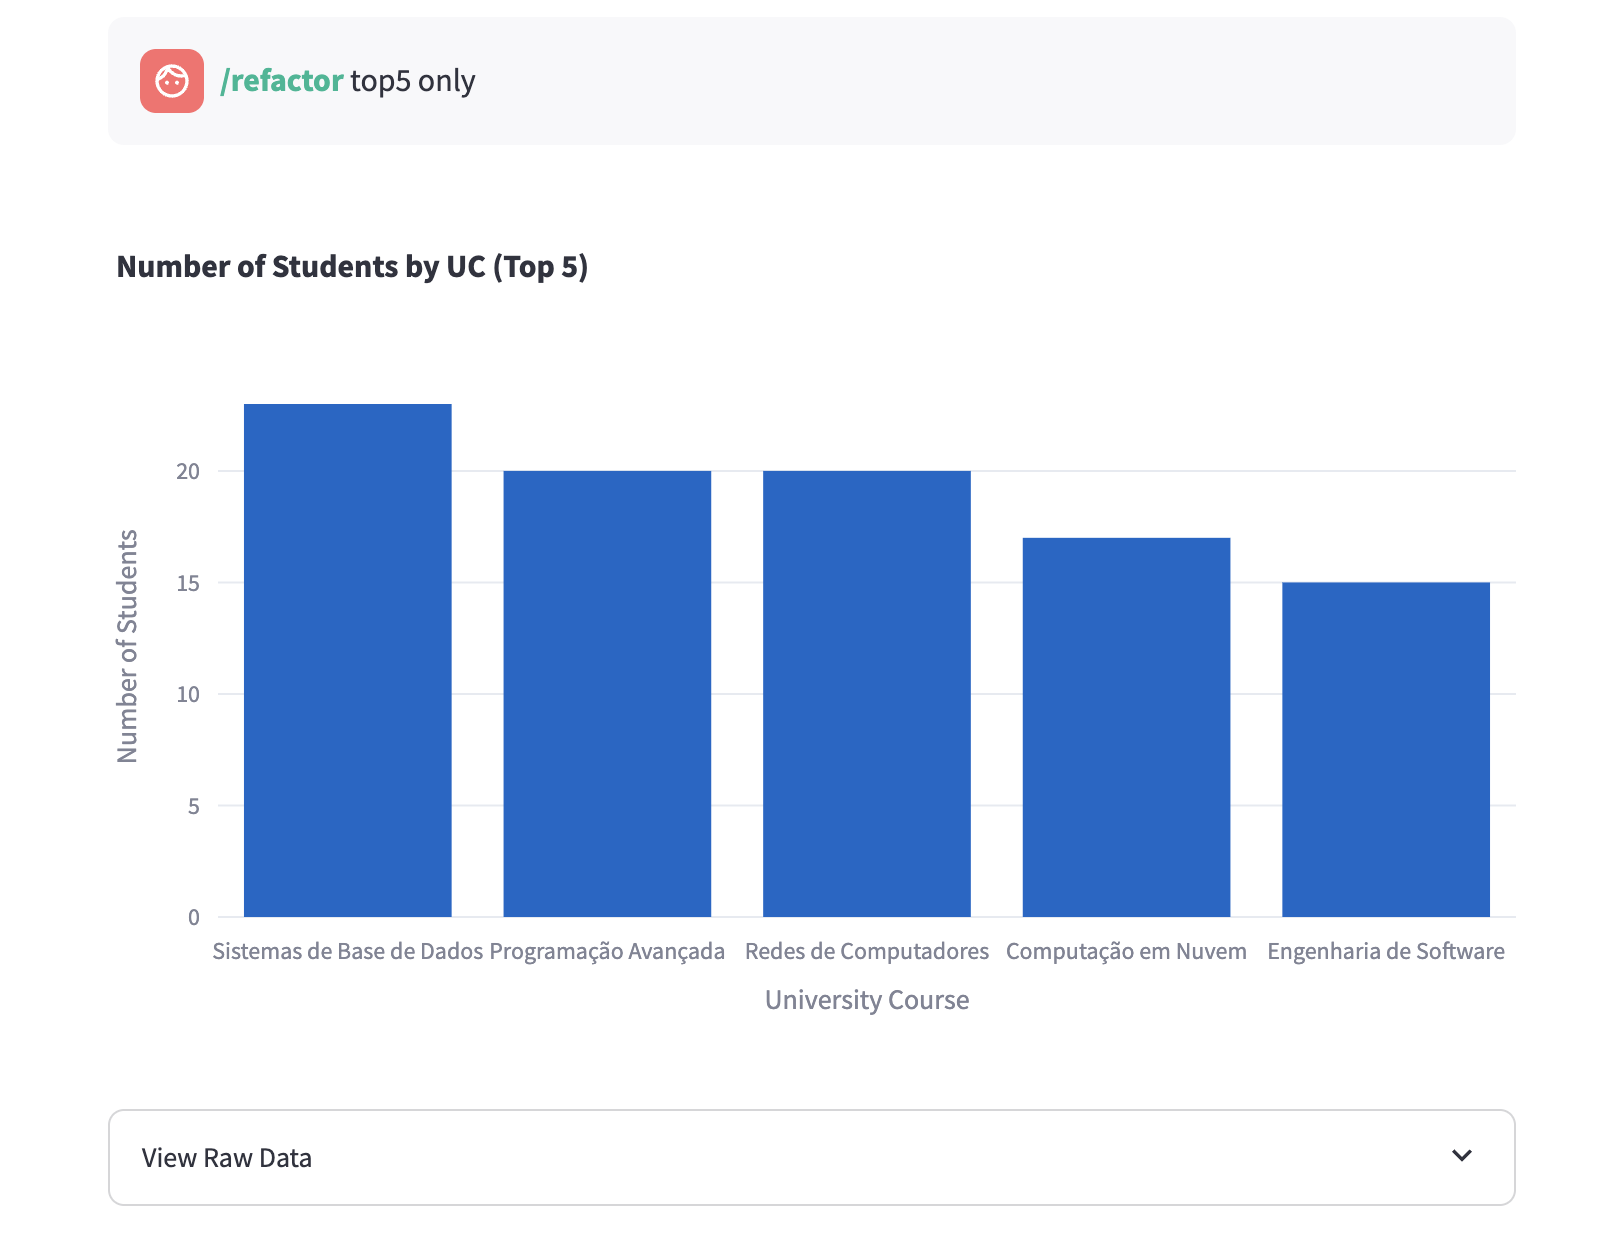 /refactor top5 only
Number of Students by UC (Top 5)
Number of Students
20
15
10
5
0
Sistemas de Base de Dados Programação Avançada Redes de Computadores Computação em Nuvem Engenharia de Software
University Course
View Raw Data